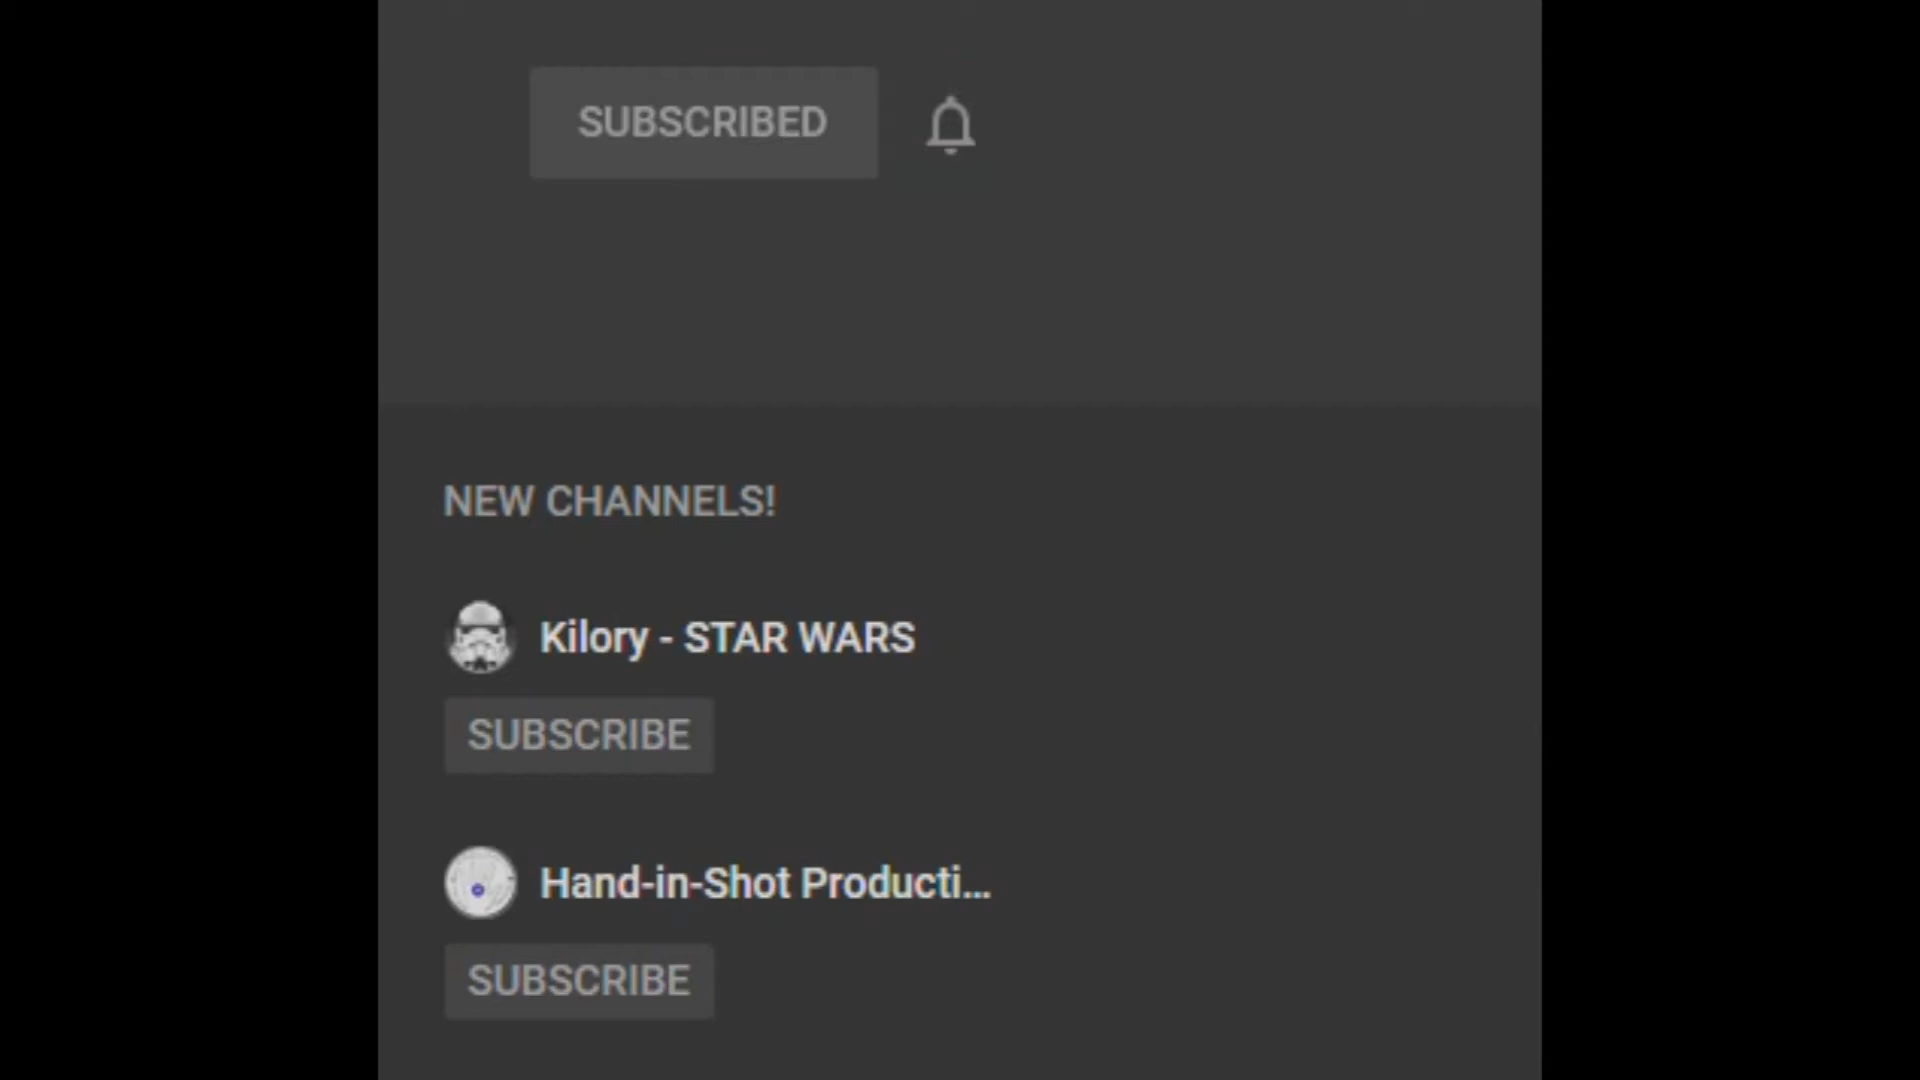 SUBSCRIBED
NEW CHANNELS!
Kilory - STAR WARS
SUBSCRIBE
Hand-in-Shot Producti...
SUBSCRIBE